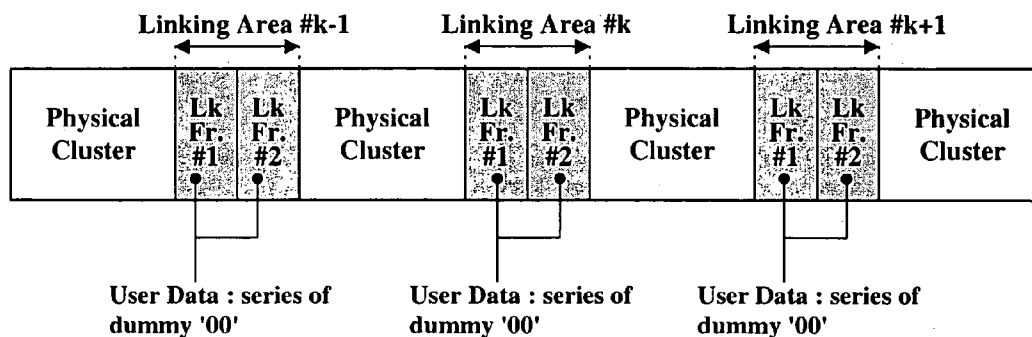 Linking Area #k-1 Linking Area #k Linking Area #k+1
Physical Cluster Lk Fr. #1 Lk Fr. #2 Physical Cluster Lk Fr. #1 Lk Fr. #2 Physical Cluster Lk Fr. #1 Lk Fr. #2 Physical Cluster
User Data : series of dummy '00' User Data : series of dummy '00' User Data : series of dummy '00'